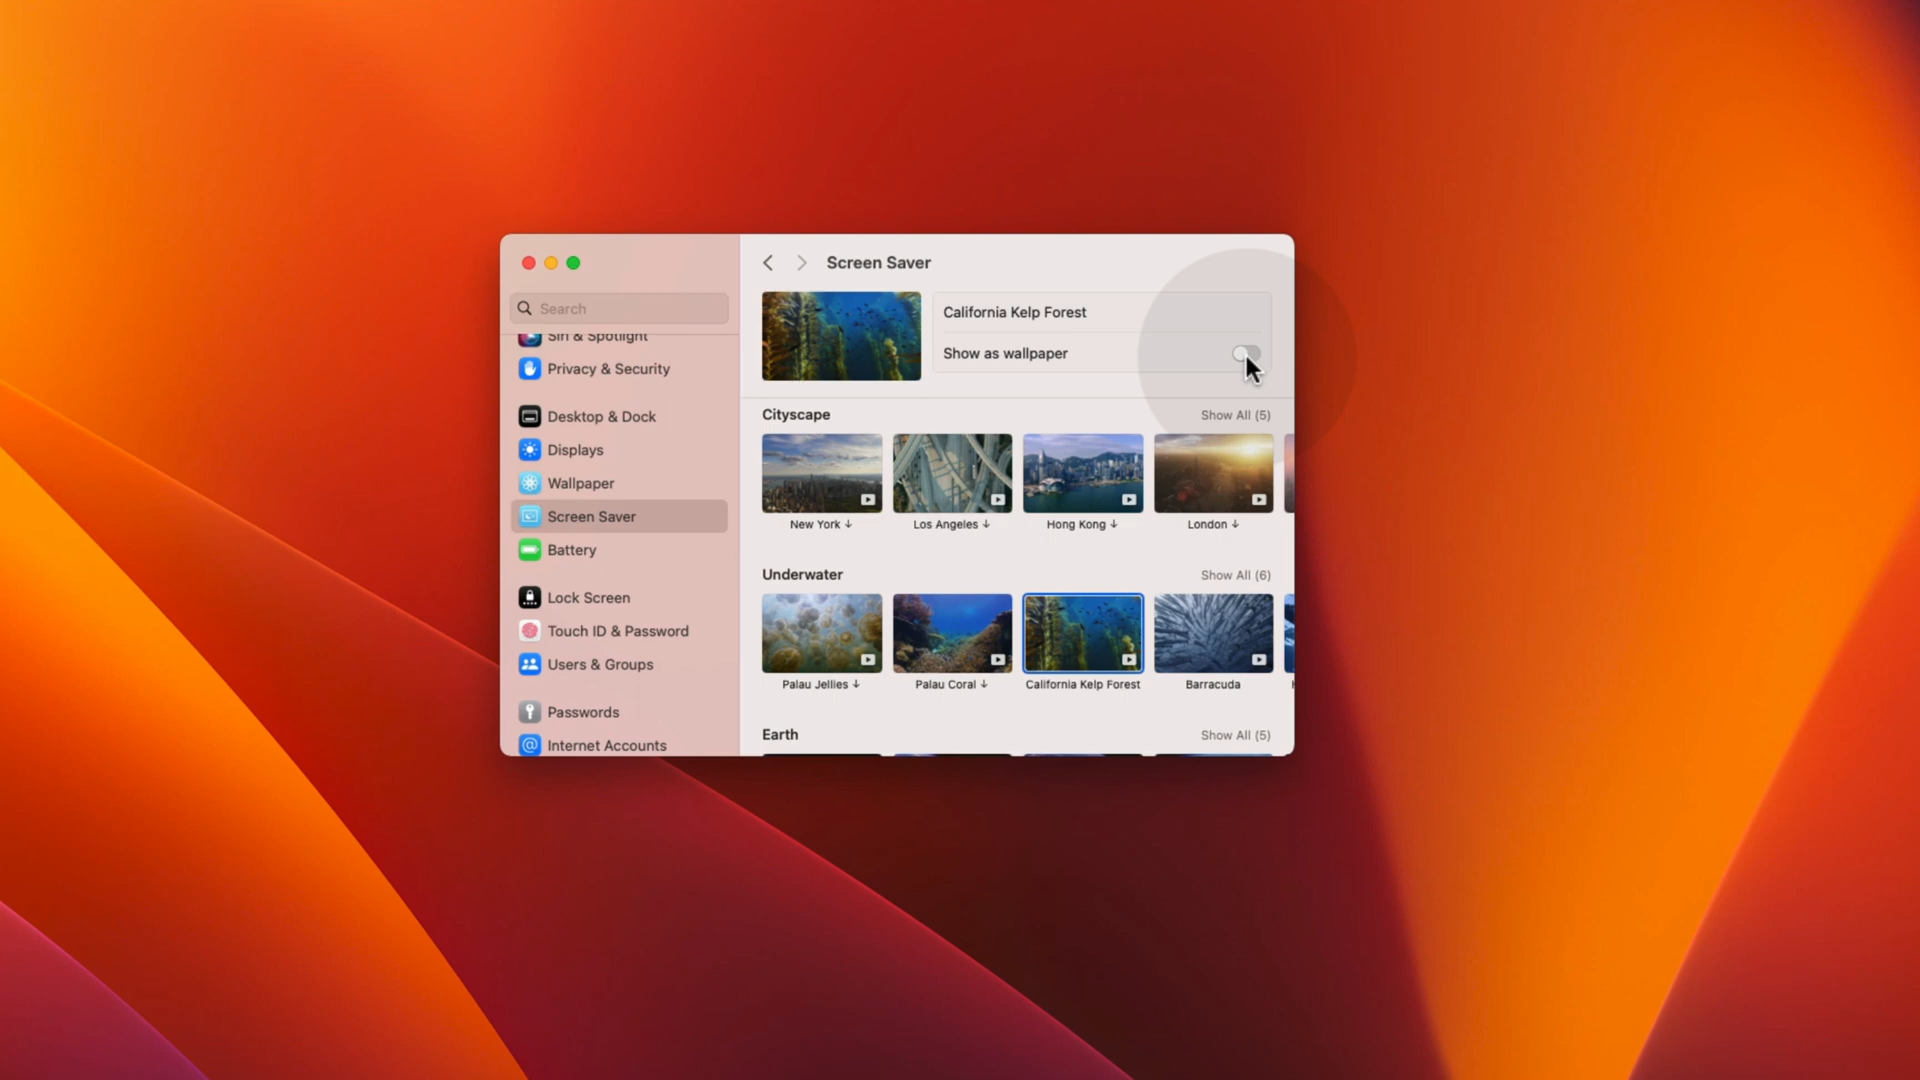 Search
Siri & Spotlight
Privacy & Security
Desktop & Dock
Displays
Wallpaper
Screen Saver
Battery
Lock Screen
Touch ID & Password
Users & Groups
Passwords
Internet Accounts
Screen Saver
California Kelp Forest
Show as wallpaper
Cityscape
Show All (5)
New York ↓
Los Angeles ↓
Hong Kong ↓
London ↓
Underwater
Show All (6)
Palau Jellies ↓
Palau Coral ↓
California Kelp Forest
Barracuda
Earth
Show All (5)